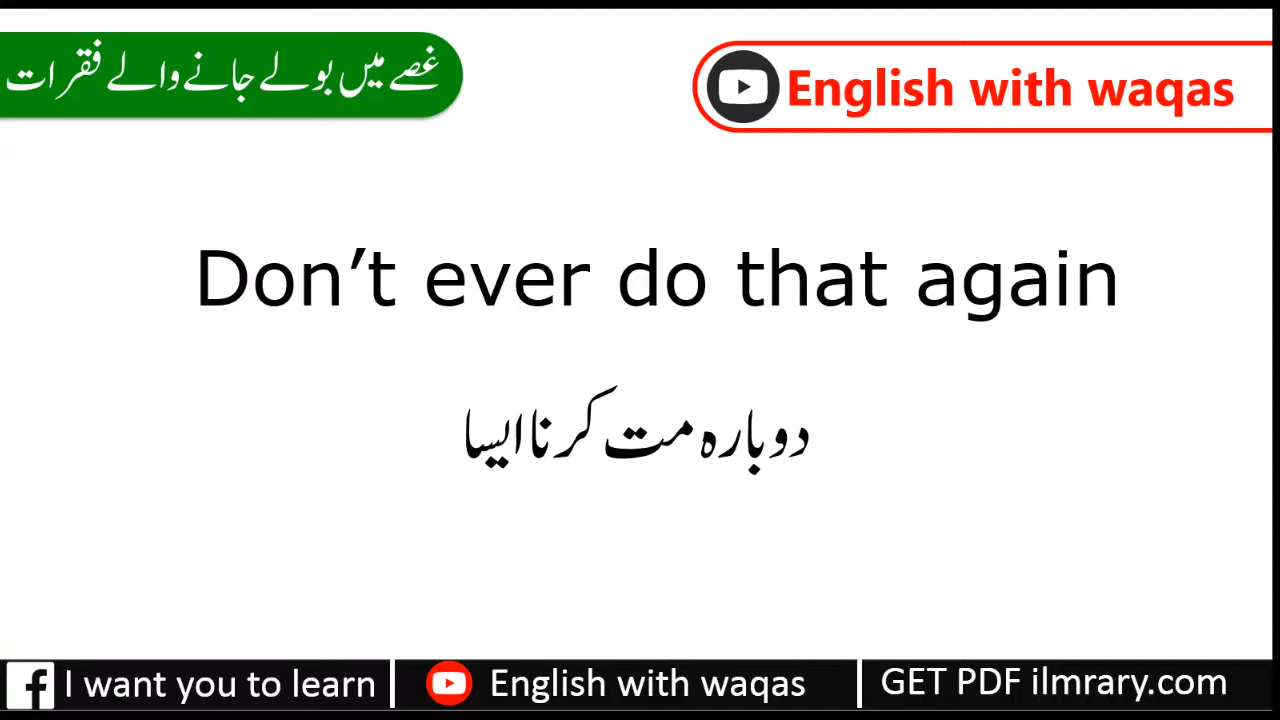 غصے میں بولے جانے والے فقرات
English with waqas
Don’t ever do that again
دوبارہ مت کرنا ایسا
I want you to learn
English with waqas
GET PDF ilmrary.com